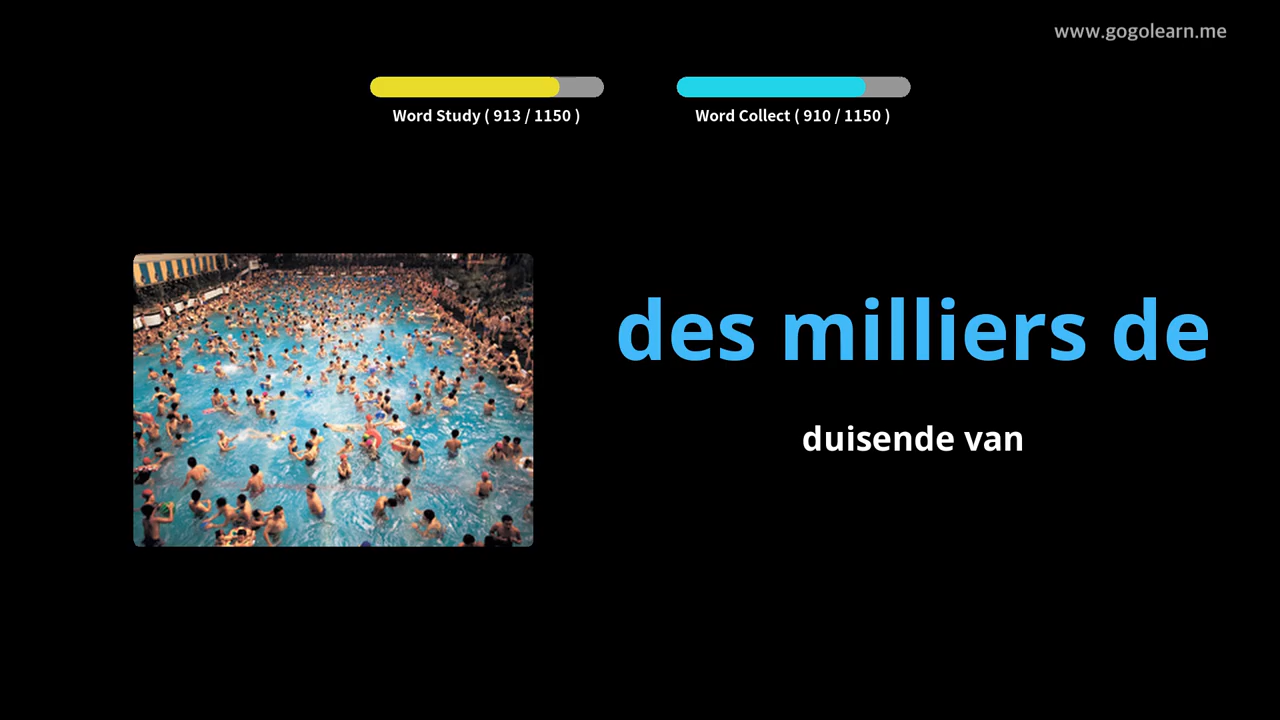 www.gogolearn.me
Word Study ( 913 / 1150 )
Word Collect ( 910 / 1150 )
des milliers de
duisende van